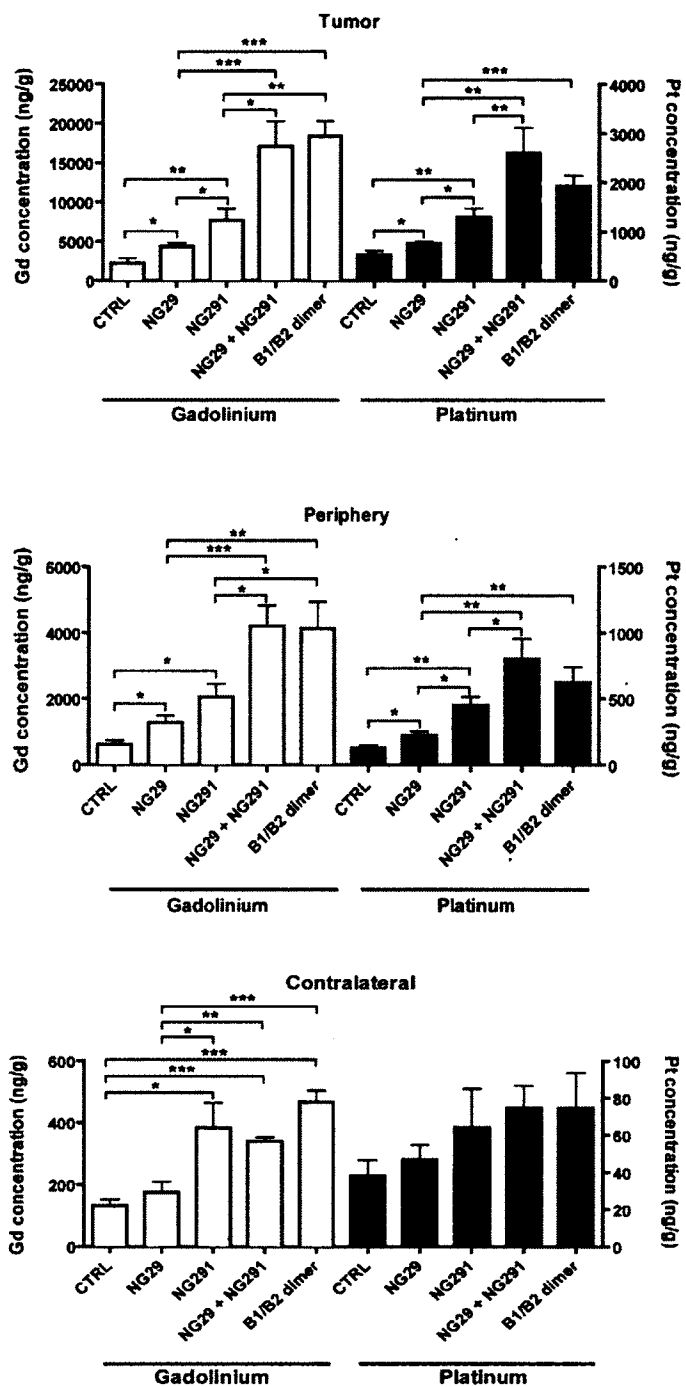 Tumor
Gd concentration (ng/g)
25000
20000
15000
10000
5000
0
***
***
**
*
**
*
*
***
**
**
**
*
*
4000
3000
2000
1000
0
Pt concentration (ng/g)
CTRL
NG29
NG291
NG29 + NG291
B1/B2 dimer
CTRL
NG29
NG291
NG29 + NG291
B1/B2 dimer
Gadolinium
Platinum
Periphery
Gd concentration (ng/g)
6000
4000
2000
0
**
***
*
*
*
*
**
**
*
**
*
*
1500
1000
500
0
Pt concentration (ng/g)
CTRL
NG29
NG291
NG29 + NG291
B1/B2 dimer
CTRL
NG29
NG291
NG29 + NG291
B1/B2 dimer
Gadolinium
Platinum
Contralateral
Gd concentration (ng/g)
600
400
200
0
***
**
*
***
***
*
100
80
60
40
20
0
Pt concentration (ng/g)
CTRL
NG29
NG291
NG29 + NG291
B1/B2 dimer
CTRL
NG29
NG291
NG29 + NG291
B1/B2 dimer
Gadolinium
Platinum